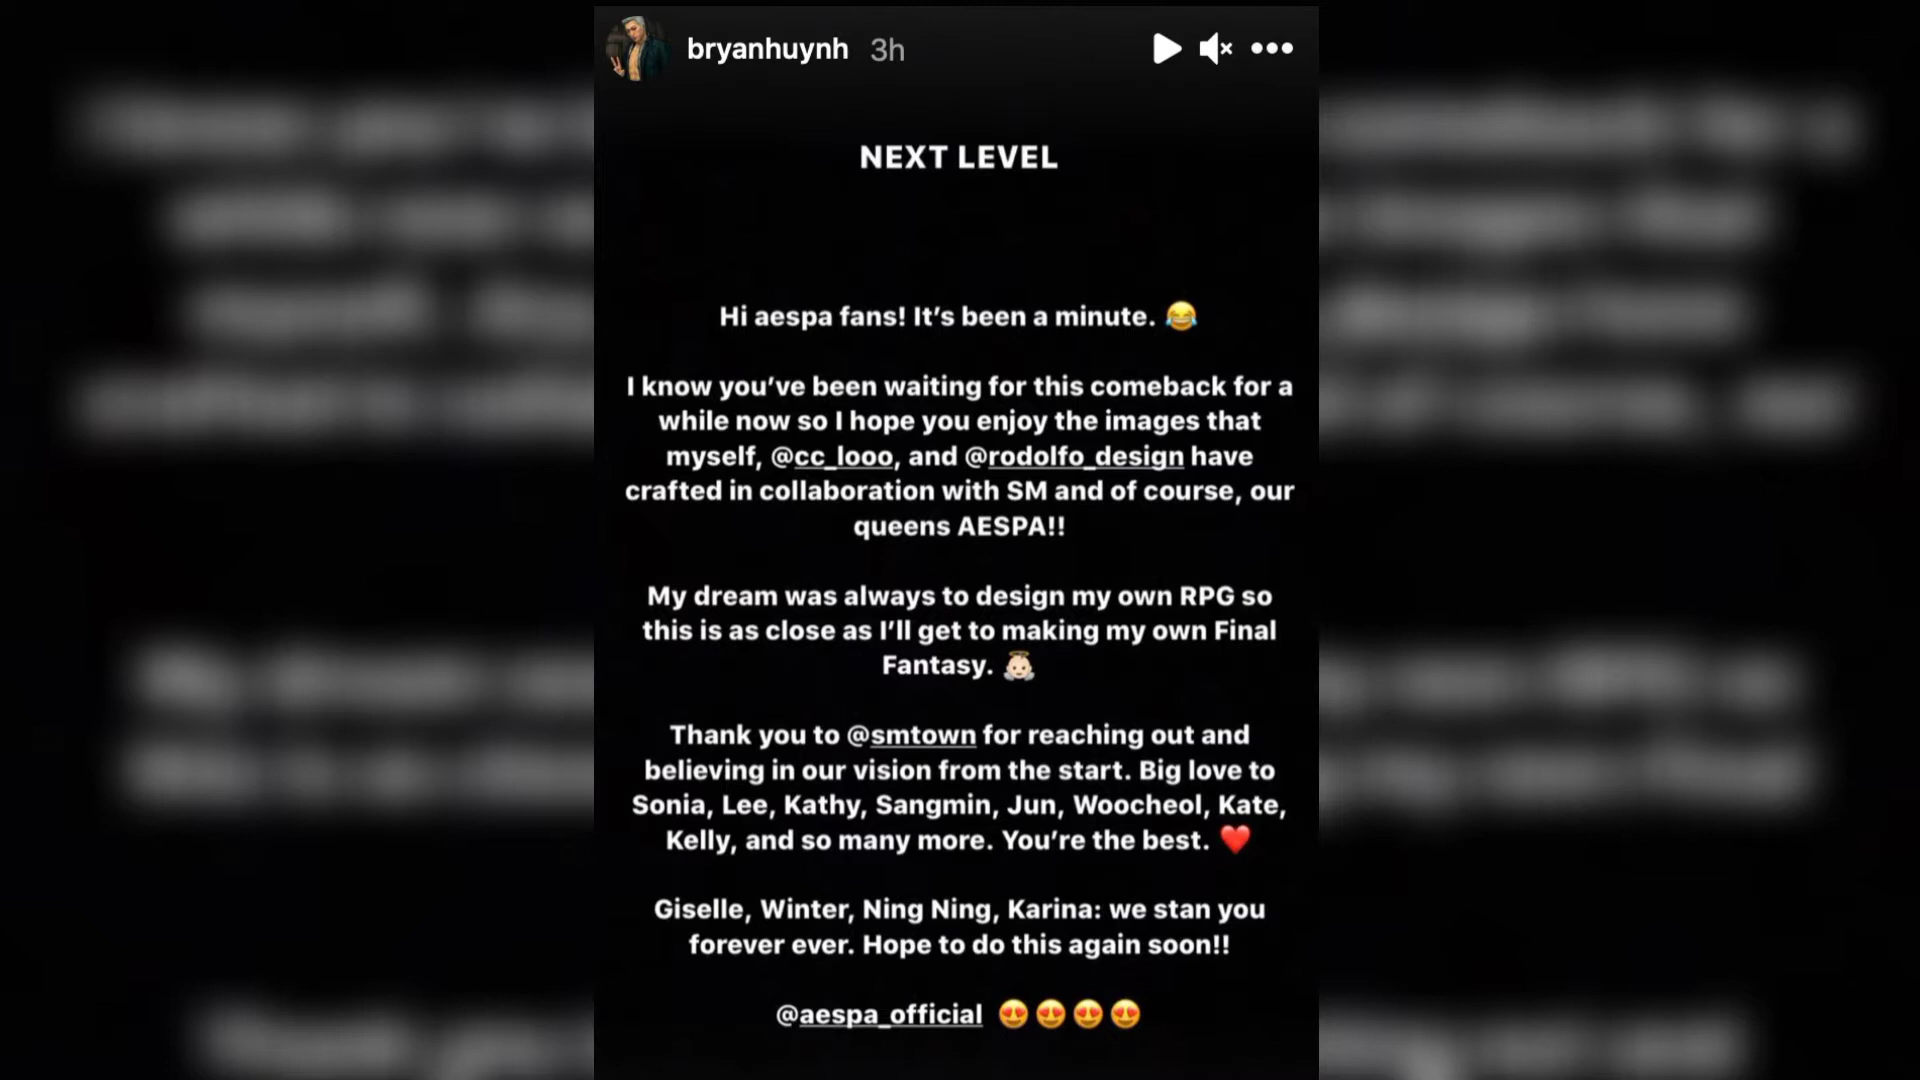 bryanhuynh 3h
NEXT LEVEL
Hi aespa fans! It’s been a minute. 😂
I know you’ve been waiting for this comeback for a
while now so I hope you enjoy the images that
myself, @cc_looo, and @rodolfo_design have
crafted in collaboration with SM and of course, our
queens AESPA!!
My dream was always to design my own RPG so
this is as close as I’ll get to making my own Final
Fantasy. 👼🏻
Thank you to @smtown for reaching out and
believing in our vision from the start. Big love to
Sonia, Lee, Kathy, Sangmin, Jun, Woocheol, Kate,
Kelly, and so many more. You’re the best. ❤️
Giselle, Winter, Ning Ning, Karina: we stan you
forever ever. Hope to do this again soon!!
@aespa_official 😍😍😍😍